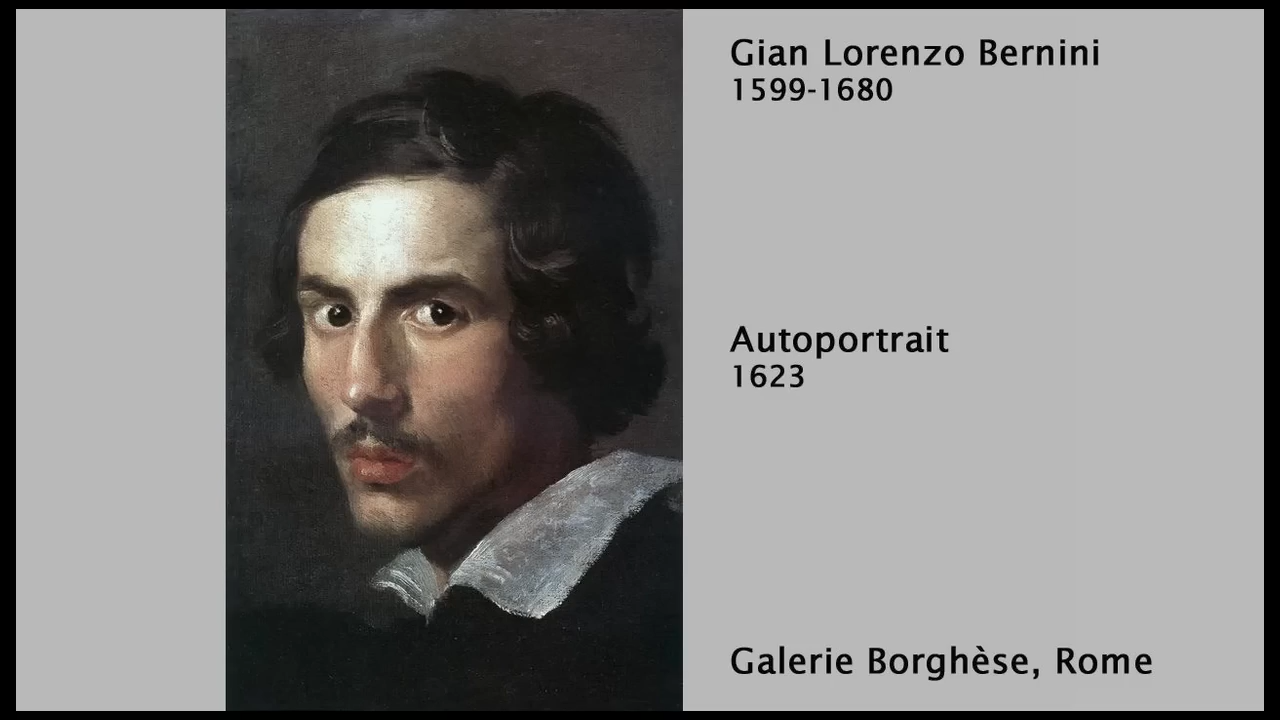 Gian Lorenzo Bernini
1599-1680
Autoportrait
1623
Galerie Borghèse, Rome